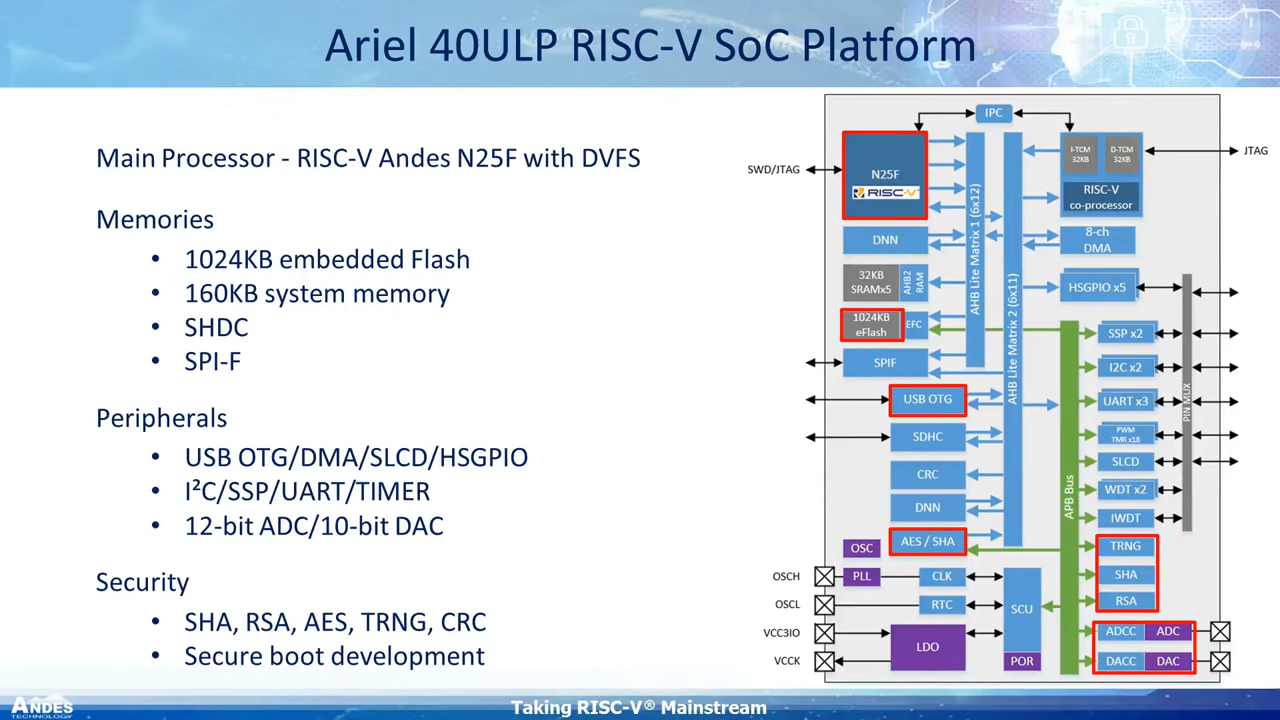 Ariel 40ULP RISC-V SoC Platform
Main Processor - RISC-V Andes N25F with DVFS
Memories
• 1024KB embedded Flash
• 160KB system memory
• SHDC
• SPI-F
Peripherals
• USB OTG/DMA/SLCD/HSGPIO
• I²C/SSP/UART/TIMER
• 12-bit ADC/10-bit DAC
Security
• SHA, RSA, AES, TRNG, CRC
• Secure boot development
IPC
SWD/JTAG
N25F
RISC-V
I-TCM
32KB
D-TCM
32KB
RISC-V
co-processor
JTAG
AHB Lite Matrix 1 (6x12)
AHB Lite Matrix 2 (6x11)
DNN
8-ch
DMA
32KB
SRAMx5
AHB2
RAM
HSGPIO x5
1024KB
eFlash
EFC
SPIF
USB OTG
SDHC
CRC
DNN
AES / SHA
APB Bus
SSP x2
I2C x2
UART x3
PWM
TMR x18
SLCD
WDT x2
IWDT
PIN MUX
TRNG
SHA
RSA
ADCC
ADC
DACC
DAC
OSC
OSCH
PLL
CLK
OSCL
RTC
SCU
VCC3IO
LDO
VCCK
POR
ANDES
TECHNOLOGY
Taking RISC-V® Mainstream